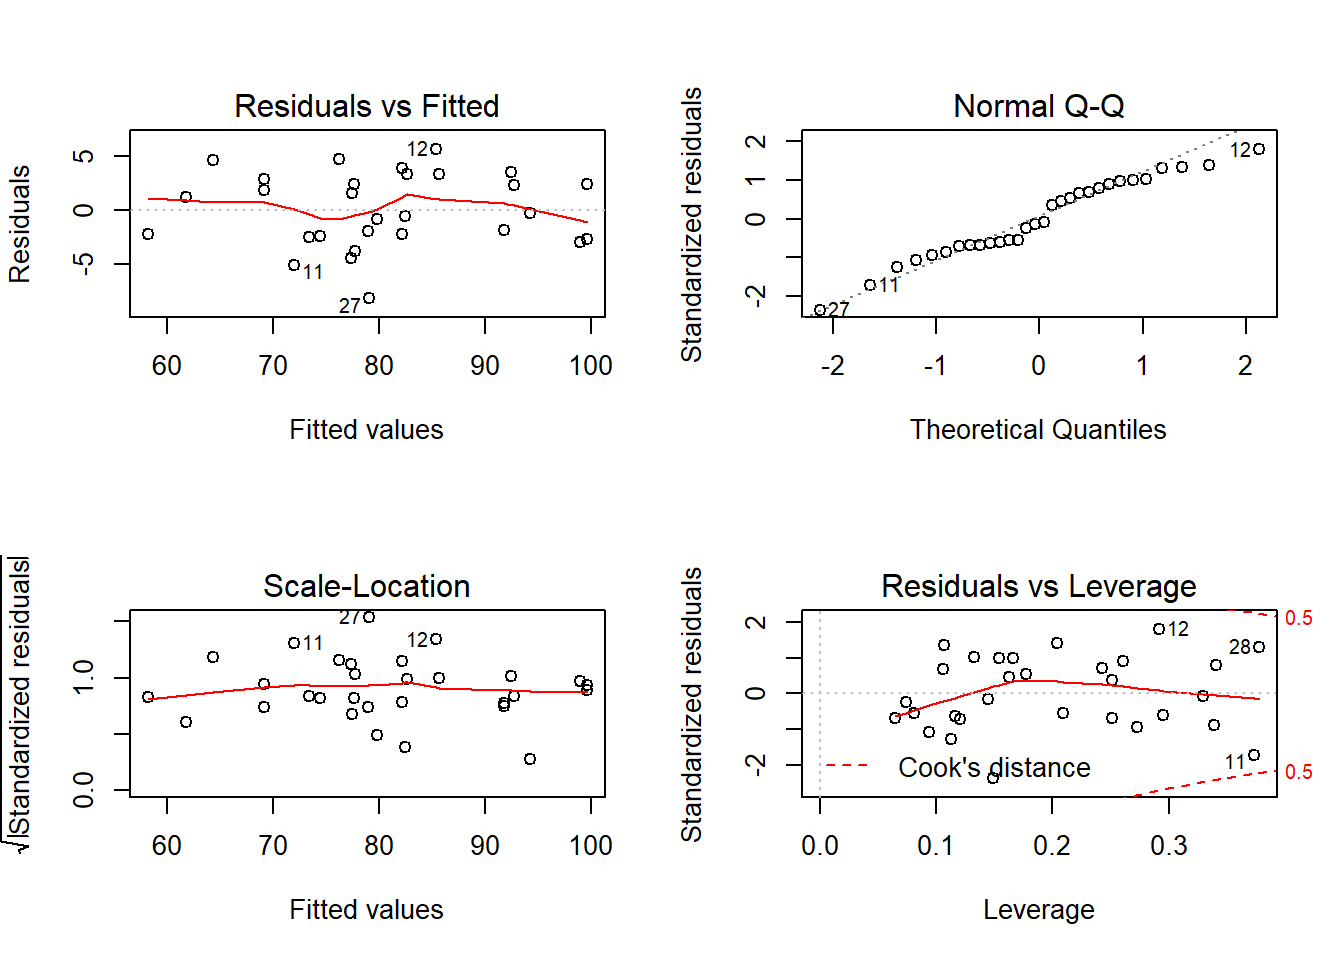 Residuals vs Fitted
Residuals
5
0
-5
12
11
27
60 70 80 90 100
Fitted values
Normal Q-Q
Standardized residuals
2
1
0
-2
12
11
27
-2 -1 0 1 2
Theoretical Quantiles
Scale-Location
√|Standardized residuals|
1.0
0.0
27
11
12
60 70 80 90 100
Fitted values
Residuals vs Leverage
Standardized residuals
2
0
-2
12
28
11
0.5
0.5
Cook's distance
0.0 0.1 0.2 0.3
Leverage